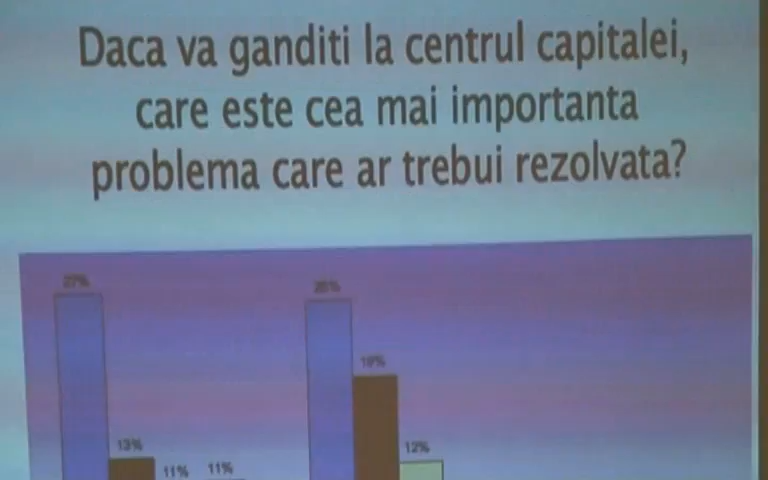 Daca va ganditi la centrul capitalei,
care este cea mai importanta
problema care ar trebui rezolvata?
27%
19%
13%
11%
11%
12%